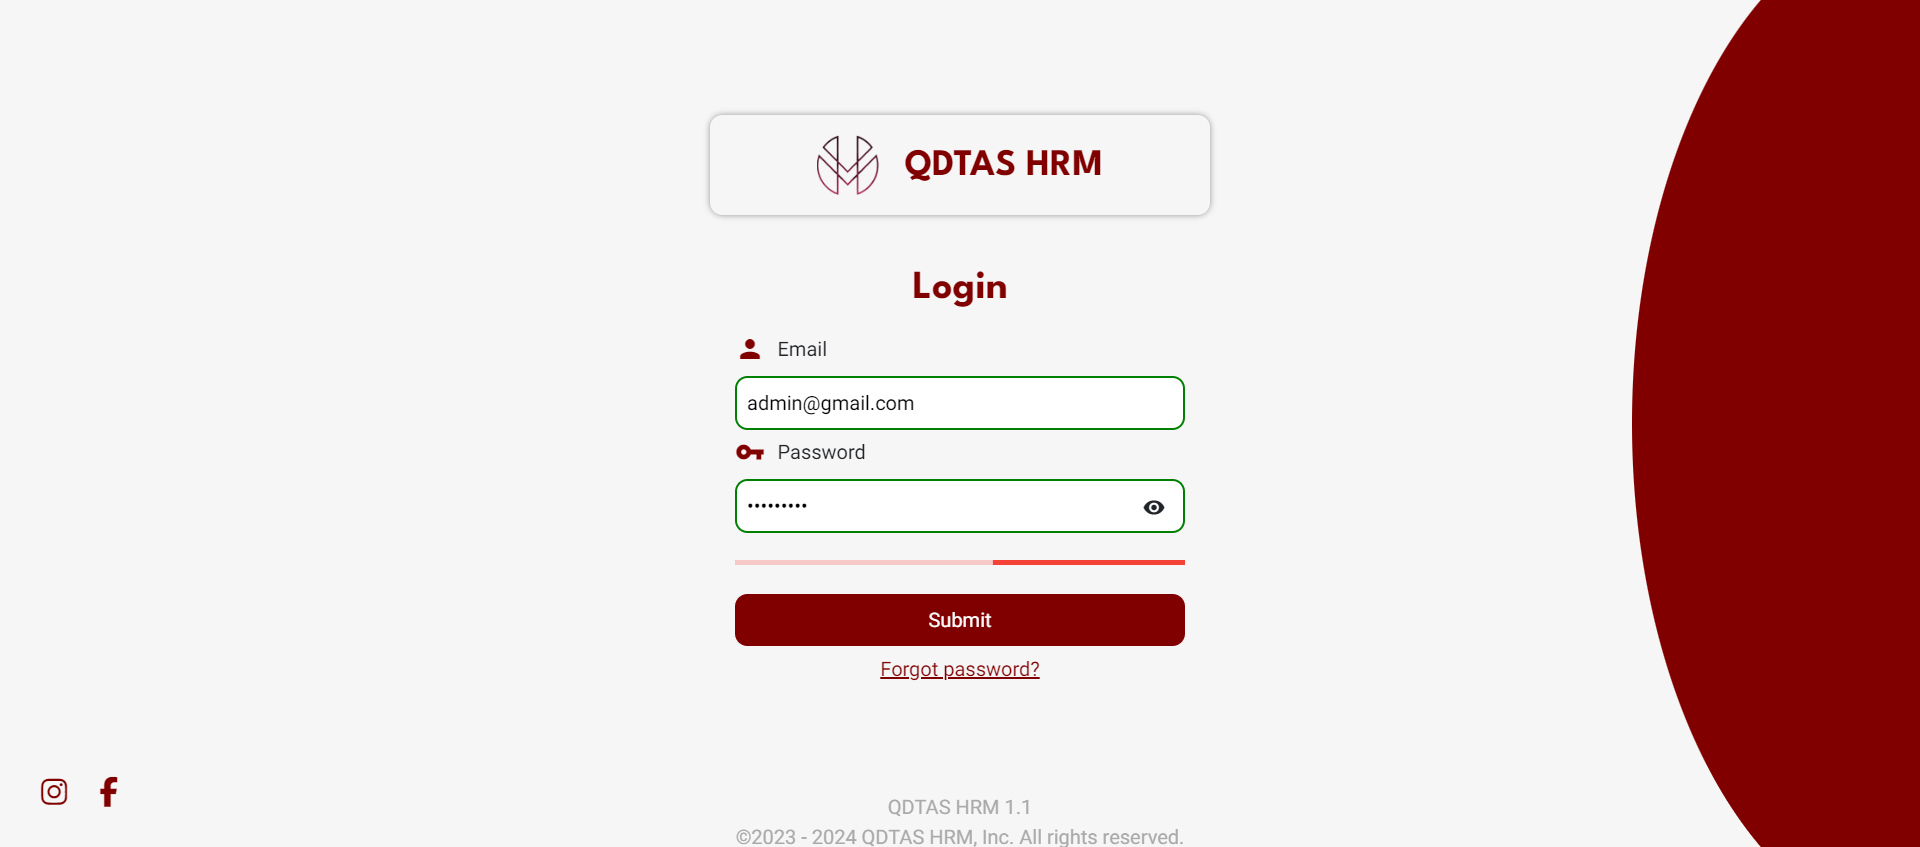 QDTAS HRM
Login
Email
admin@gmail.com
Password
•••••••••
Submit
Forgot password?
QDTAS HRM 1.1
©2023 - 2024 QDTAS HRM, Inc. All rights reserved.